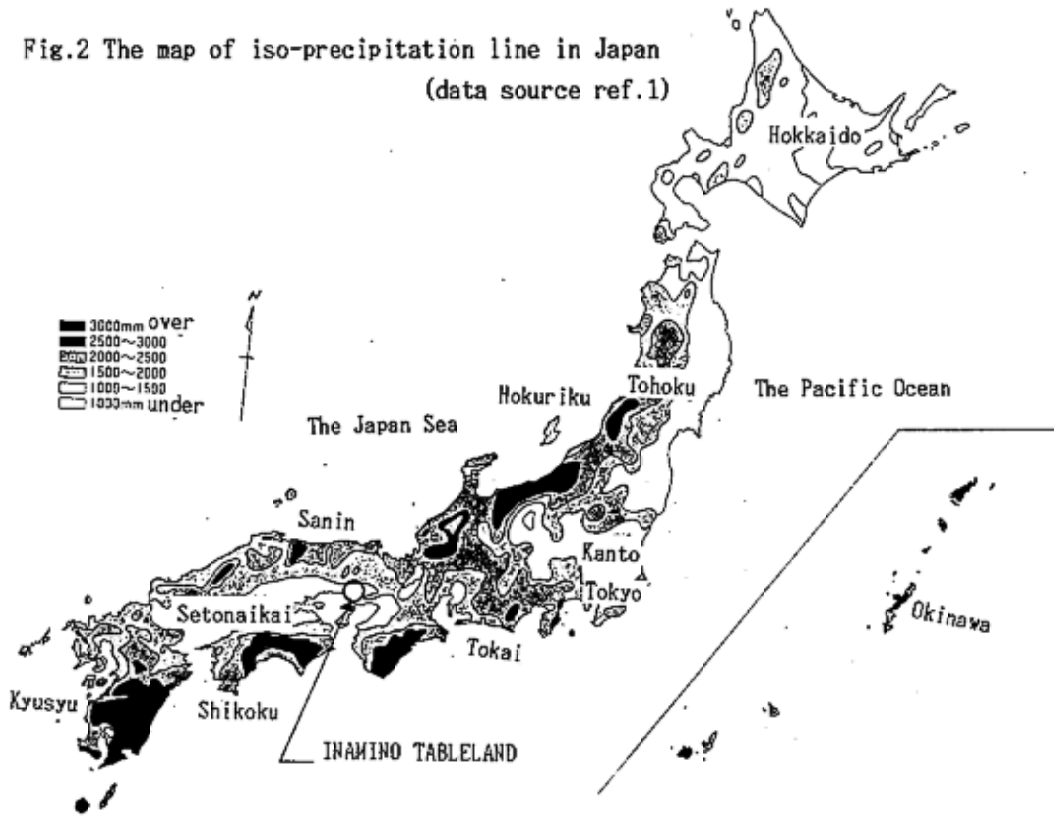 Fig.2 The map of iso-precipitation line in Japan
(data source ref.1)
Hokkaido
N
3000mm over
2500~3000
2000~2500
1500~2000
1000~1500
1000mm under
Tohoku
The Pacific Ocean
Hokuriku
The Japan Sea
Sanin
Kanto
Tokyo
Setonaikai
Okinawa
Tokai
Kyusyu
Shikoku
INAMINO TABLELAND